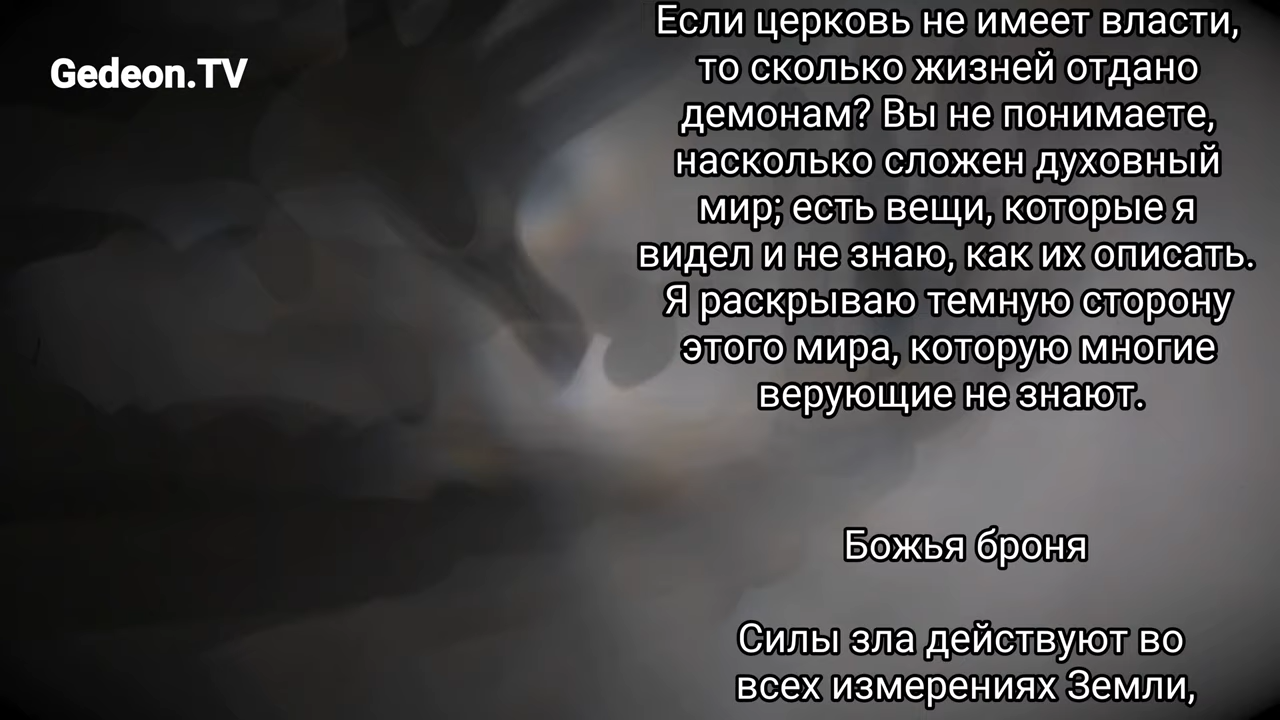 Gedeon.TV
Если церковь не имеет власти,
то сколько жизней отдано
демонам? Вы не понимаете,
насколько сложен духовный
мир; есть вещи, которые я
видел и не знаю, как их описать.
Я раскрываю темную сторону
этого мира, которую многие
верующие не знают.
Божья броня
Силы зла действуют во
всех измерениях Земли,